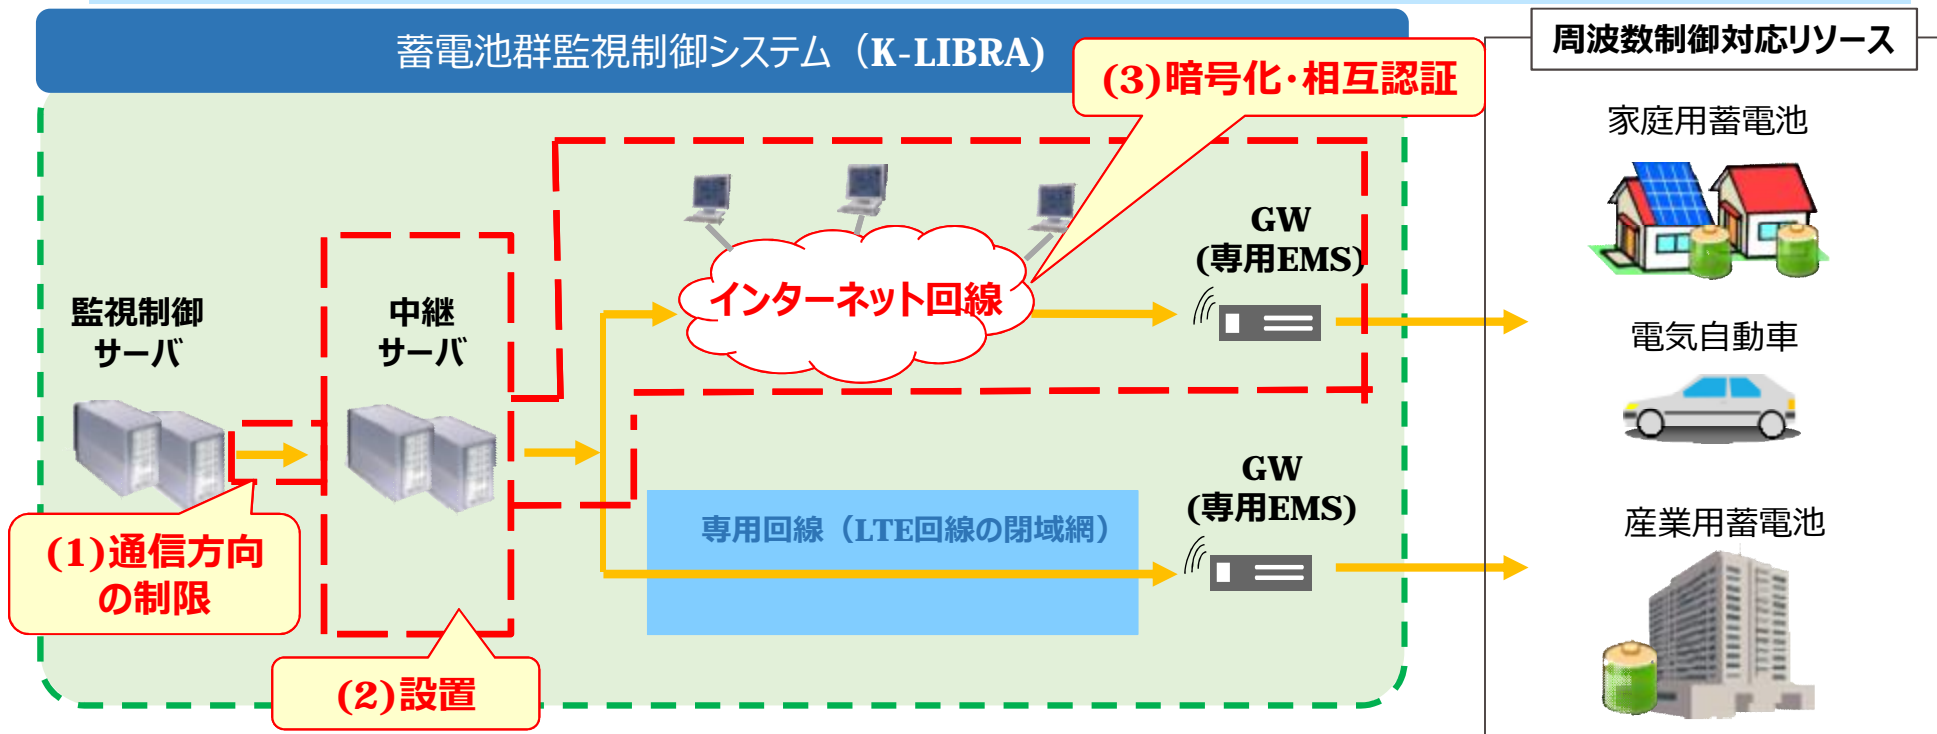 蓄電池群監視制御システム（K-LIBRA)
周波数制御対応リソース
(3)暗号化・相互認証
家庭用蓄電池
GW
(専用EMS)
インターネット回線
監視制御
サーバ
中継
サーバ
電気自動車
GW
(専用EMS)
専用回線（LTE回線の閉域網）
産業用蓄電池
(1)通信方向
の制限
(2)設置